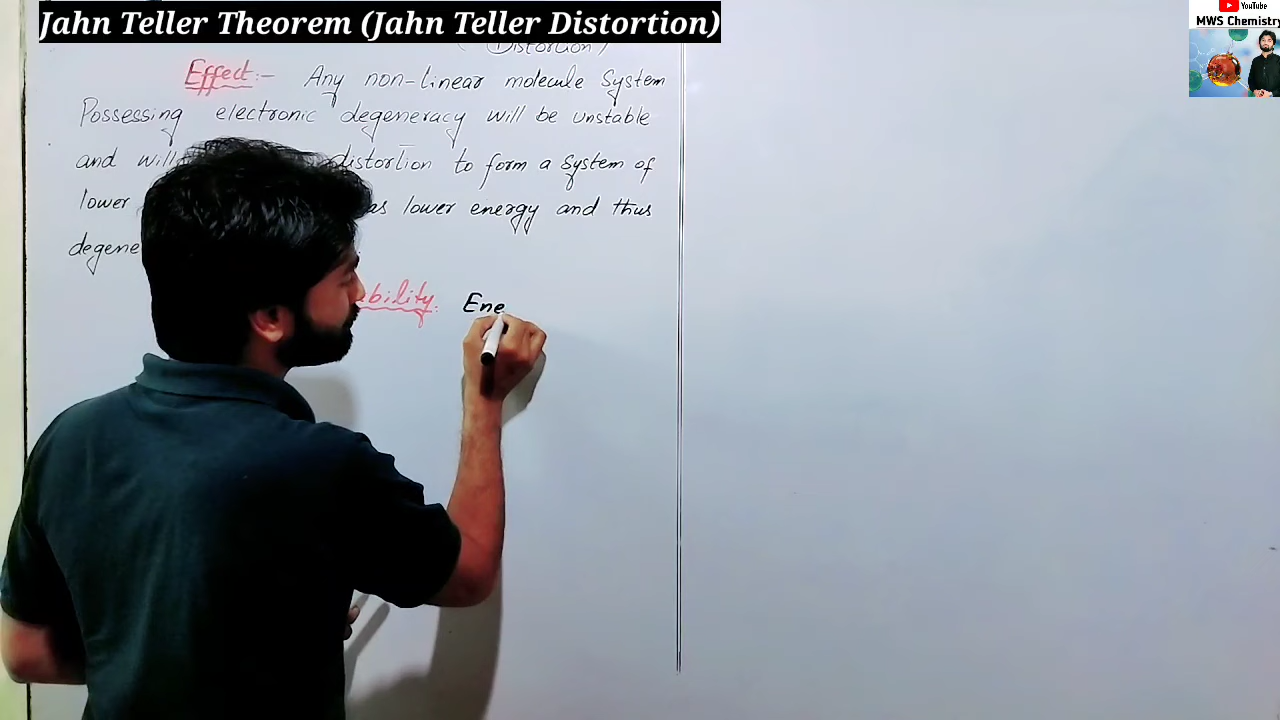 Jahn Teller Theorem (Jahn Teller Distortion)
YouTube
MWS Chemistry
(Distortion)
Effect:- Any non-linear molecule System
Possessing electronic degeneracy will be unstable
and will distortion to form a System of
lower as lower energy and thus
degene
ability: Ene